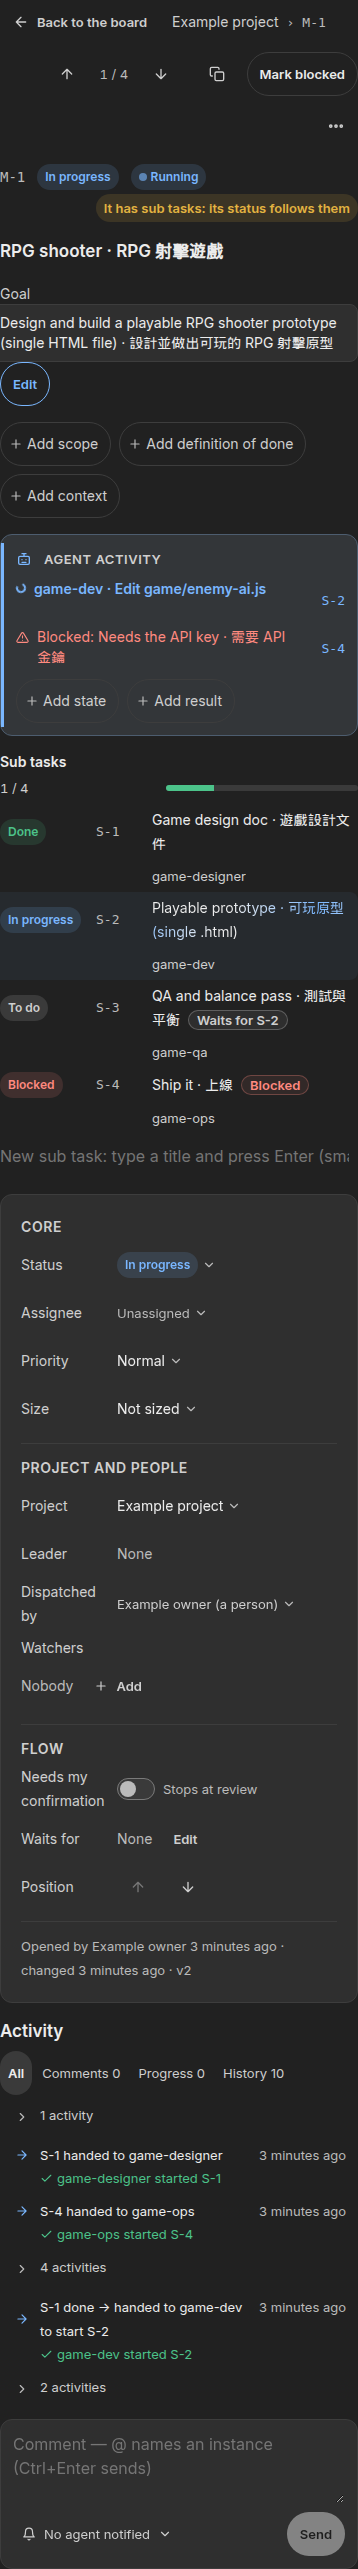 Back to the board Example project › M-1
1 / 4 Mark blocked
M-1 In progress Running
It has sub tasks: its status follows them
RPG shooter · RPG 射擊遊戲
Goal
Design and build a playable RPG shooter prototype
(single HTML file) · 設計並做出可玩的 RPG 射擊原型
Edit
+ Add scope + Add definition of done
+ Add context
AGENT ACTIVITY
game-dev · Edit game/enemy-ai.js
S-2
Blocked: Needs the API key · 需要 API
金鑰
S-4
+ Add state + Add result
Sub tasks
1 / 4
Done S-1 Game design doc · 遊戲設計文
件
game-designer
In progress S-2 Playable prototype · 可玩原型
(single .html)
game-dev
To do S-3 QA and balance pass · 測試與
平衡 Waits for S-2
game-qa
Blocked S-4 Ship it · 上線 Blocked
game-ops
New sub task: type a title and press Enter (sma
CORE
Status In progress
Assignee Unassigned
Priority Normal
Size Not sized
PROJECT AND PEOPLE
Project Example project
Leader None
Dispatched
by
Example owner (a person)
Watchers
Nobody + Add
FLOW
Needs my
confirmation
Stops at review
Waits for None Edit
Position
Opened by Example owner 3 minutes ago ·
changed 3 minutes ago · v2
Activity
All Comments 0 Progress 0 History 10
1 activity
S-1 handed to game-designer 3 minutes ago
✓ game-designer started S-1
S-4 handed to game-ops 3 minutes ago
✓ game-ops started S-4
4 activities
S-1 done → handed to game-dev 3 minutes ago
to start S-2
✓ game-dev started S-2
2 activities
Comment — @ names an instance
(Ctrl+Enter sends)
No agent notified Send